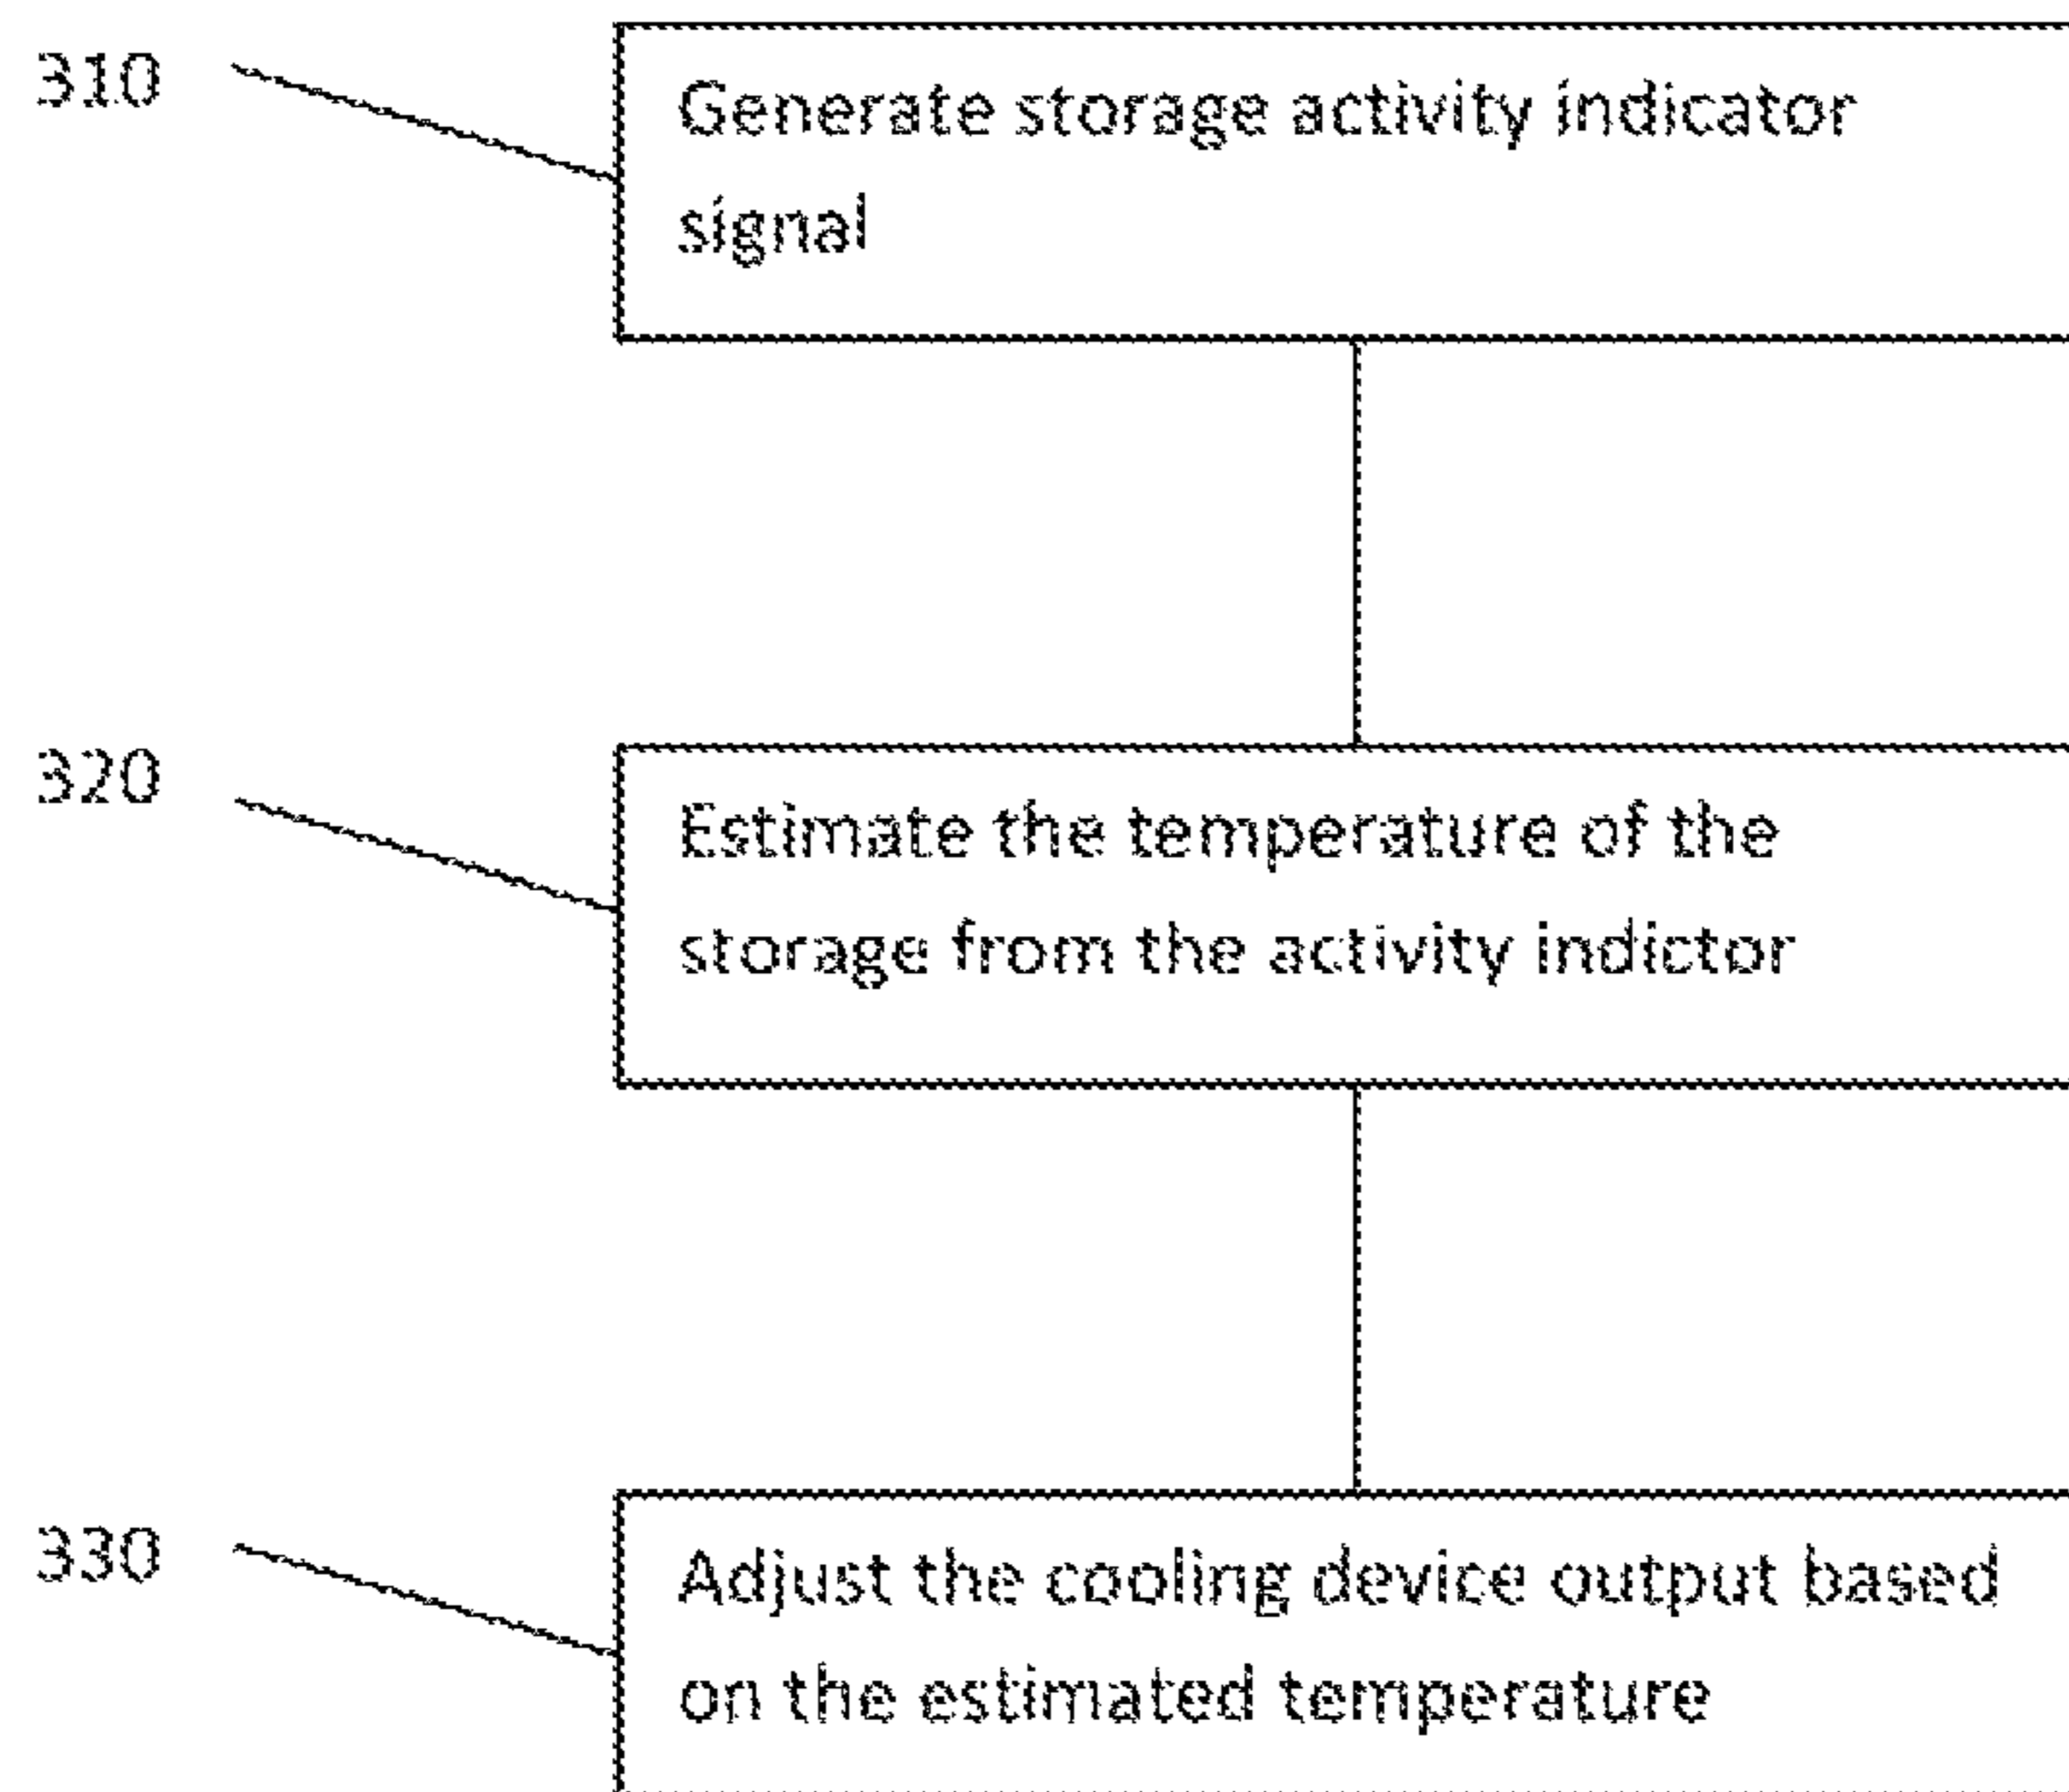 310
Generate storage activity indicator
signal
320
Estimate the temperature of the
storage from the activity indictor
330
Adjust the cooling device output based
on the estimated temperature